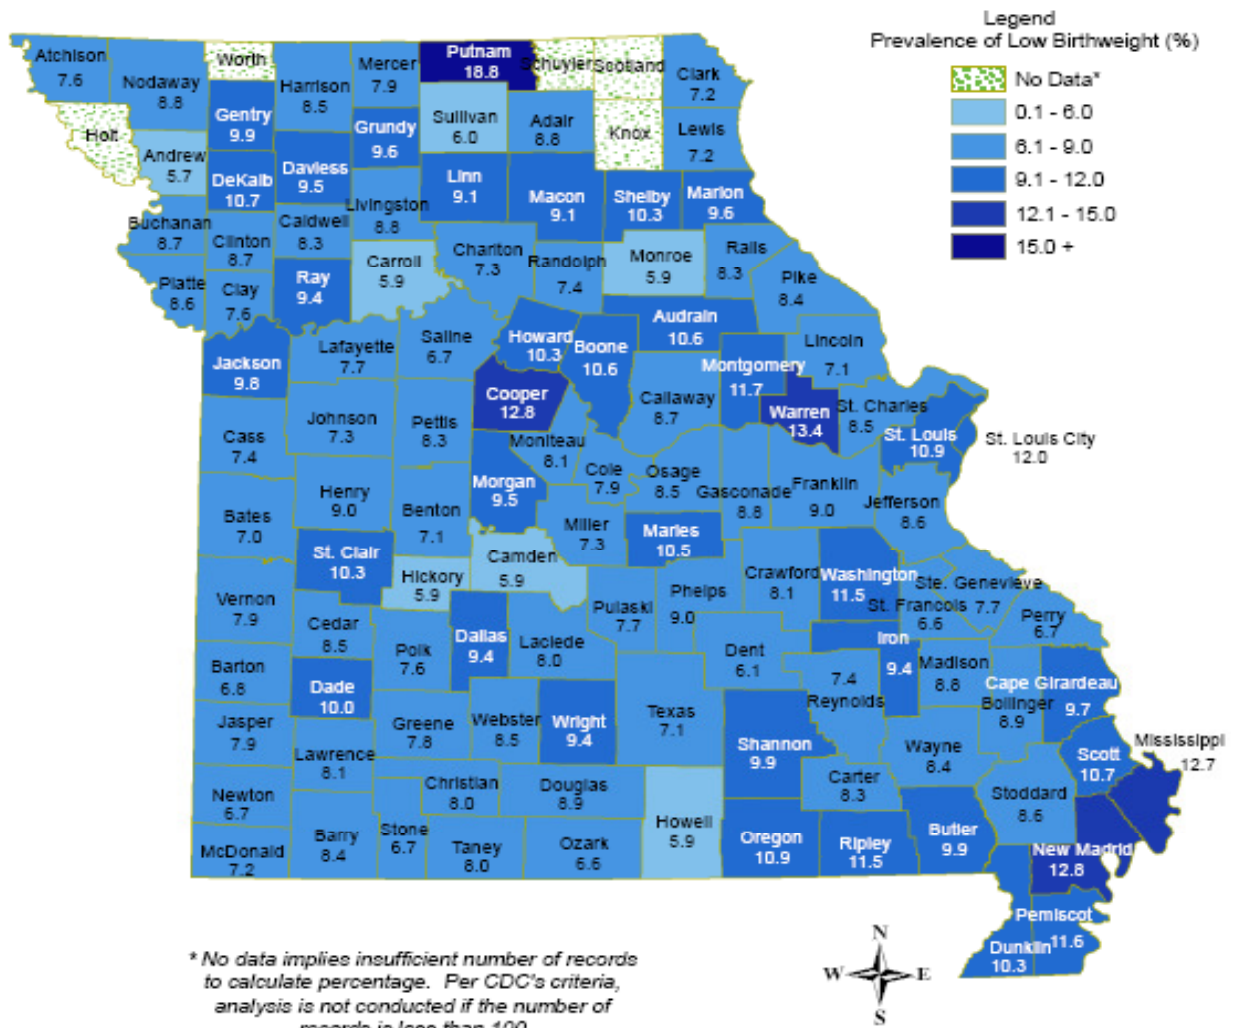 Legend
Prevalence of Low Birthweight (%)
No Data*
0.1 - 6.0
6.1 - 9.0
9.1 - 12.0
12.1 - 15.0
15.0 +
Atchison
7.6
Nodaway
8.8
Worth
Harrison
8.5
Mercer
7.9
Putnam
18.8
Schuyler
Scotland
Clark
7.2
Holt
Andrew
5.7
Gentry
9.9
Grundy
9.6
Sullivan
6.0
Adair
8.8
Knox
Lewis
7.2
DeKalb
10.7
Daviess
9.5
Livingston
8.8
Linn
9.1
Macon
9.1
Shelby
10.3
Marion
9.6
Buchanan
8.7
Clinton
8.7
Caldwell
8.3
Carroll
5.9
Chariton
7.3
Randolph
7.4
Monroe
5.9
Ralls
8.3
Pike
8.4
Platte
8.6
Clay
7.6
Ray
9.4
Jackson
9.8
Lafayette
7.7
Saline
6.7
Howard
10.3
Boone
10.6
Audrain
10.6
Montgomery
11.7
Lincoln
7.1
Cooper
12.8
Callaway
8.7
Warren
13.4
St. Charles
8.5
St. Louis
10.9
St. Louis City
12.0
Cass
7.4
Johnson
7.3
Pettis
8.3
Moniteau
8.1
Cole
7.9
Osage
8.5
Gasconade
8.8
Franklin
9.0
Jefferson
8.6
Bates
7.0
Henry
9.0
Benton
7.1
Morgan
9.5
Miller
7.3
Maries
10.5
St. Clair
10.3
Hickory
5.9
Camden
5.9
Pulaski
7.7
Phelps
9.0
Crawford
8.1
Washington
11.5
Ste. Genevieve
7.7
St. Francois
6.6
Perry
6.7
Vernon
7.9
Cedar
8.5
Polk
7.6
Dallas
9.4
Laclede
8.0
Dent
6.1
Iron
9.4
Madison
8.8
Cape Girardeau
9.7
Bollinger
8.9
Barton
6.8
Dade
10.0
Greene
7.8
Webster
8.5
Wright
9.4
Texas
7.1
Shannon
9.9
7.4
Reynolds
Wayne
8.4
Scott
10.7
Mississippi
12.7
Jasper
7.9
Lawrence
8.1
Christian
8.0
Douglas
8.9
Carter
8.3
Stoddard
8.6
Newton
6.7
McDonald
7.2
Barry
8.4
Stone
6.7
Taney
8.0
Ozark
6.6
Howell
5.9
Oregon
10.9
Ripley
11.5
Butler
9.9
New Madrid
12.8
Pemiscot
11.6
Dunklin
10.3
* No data implies insufficient number of records
to calculate percentage. Per CDC's criteria,
analysis is not conducted if the number of
records is less than 100
N
W E
S